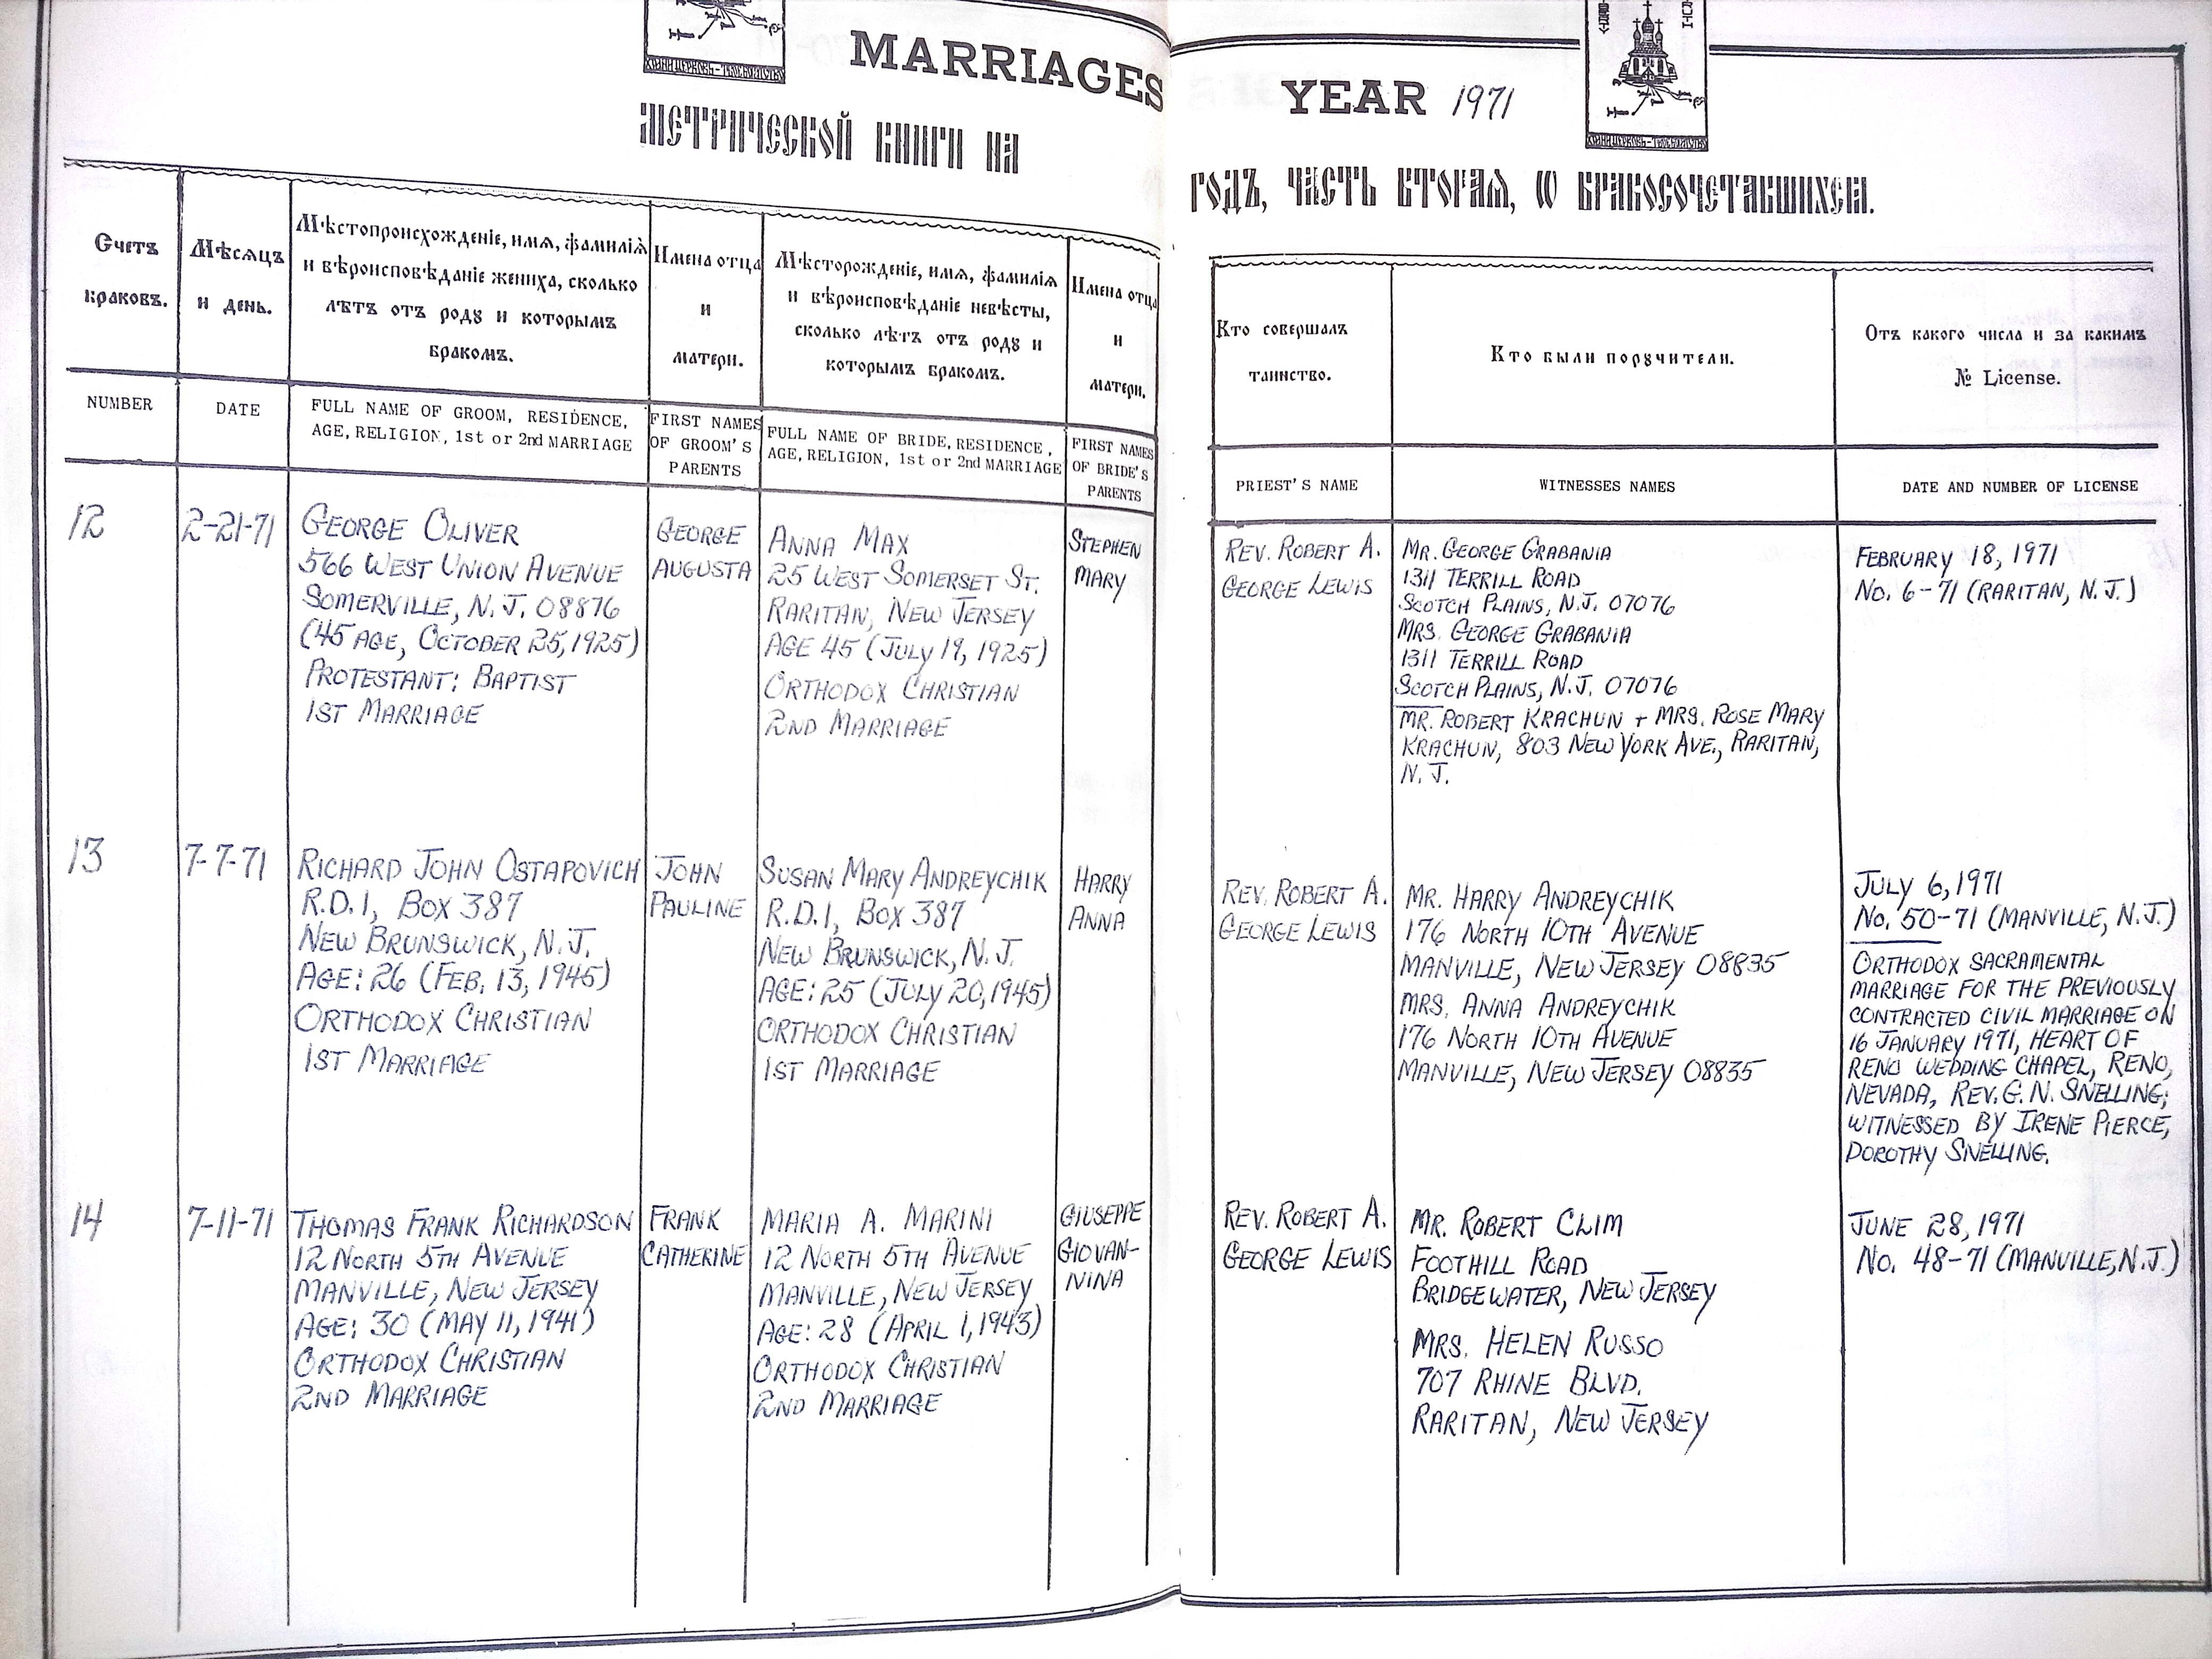 MARRIAGES
YEAR 1971
МЕТРИЧЕСКОЙ КНИГИ НА
ГОДЪ, ЧАСТЬ ВТОРАЯ, Ѡ БРАКОСОЧЕТАВШИХСЯ.
Счетъ
браковъ.
Мѣсяцъ
и день.
Мѣстопроисхожденіе, имя, фамилія
и вѣроисповѣданіе жениха, сколько
лѣтъ отъ роду и которымъ
бракомъ.
Имена отца
и
матери.
Мѣсторожденіе, имя, фамилія
и вѣроисповѣданіе невѣсты,
сколько лѣтъ отъ роду и
которымъ бракомъ.
Имена отца
и
матери.
Кто совершалъ
таинство.
Кто были поручители.
Отъ какого числа и за какимъ
№ License.
NUMBER
DATE
FULL NAME OF GROOM, RESIDENCE,
AGE, RELIGION, 1st or 2nd MARRIAGE
FIRST NAMES
OF GROOM'S
PARENTS
FULL NAME OF BRIDE, RESIDENCE,
AGE, RELIGION, 1st or 2nd MARRIAGE
FIRST NAMES
OF BRIDE'S
PARENTS
PRIEST'S NAME
WITNESSES NAMES
DATE AND NUMBER OF LICENSE
12
2-21-71
GEORGE OLIVER
566 WEST UNION AVENUE
SOMERVILLE, N.J. 08876
(45 AGE, OCTOBER 25, 1925)
PROTESTANT: BAPTIST
1ST MARRIAGE
GEORGE
AUGUSTA
ANNA MAX
25 WEST SOMERSET ST.
RARITAN, NEW JERSEY
AGE 45 (JULY 19, 1925)
ORTHODOX CHRISTIAN
2ND MARRIAGE
STEPHEN
MARY
REV. ROBERT A.
GEORGE LEWIS
MR. GEORGE GRABANIA
1311 TERRILL ROAD
SCOTCH PLAINS, N.J. 07076
MRS. GEORGE GRABANIA
1311 TERRILL ROAD
SCOTCH PLAINS, N.J. 07076
MR. ROBERT KRACHUN + MRS. ROSE MARY
KRACHUN, 803 NEW YORK AVE., RARITAN,
N.J.
FEBRUARY 18, 1971
NO. 6-71 (RARITAN, N.J.)
13
7-7-71
RICHARD JOHN OSTAPOVICH
R.D.1, BOX 387
NEW BRUNSWICK, N.J.
AGE: 26 (FEB. 13, 1945)
ORTHODOX CHRISTIAN
1ST MARRIAGE
JOHN
PAULINE
SUSAN MARY ANDREYCHIK
R.D.1, BOX 387
NEW BRUNSWICK, N.J.
AGE: 25 (JULY 20, 1945)
ORTHODOX CHRISTIAN
1ST MARRIAGE
HARRY
ANNA
REV. ROBERT A.
GEORGE LEWIS
MR. HARRY ANDREYCHIK
176 NORTH 10TH AVENUE
MANVILLE, NEW JERSEY 08835
MRS. ANNA ANDREYCHIK
176 NORTH 10TH AVENUE
MANVILLE, NEW JERSEY 08835
JULY 6, 1971
NO. 50-71 (MANVILLE, N.J.)
ORTHODOX SACRAMENTAL
MARRIAGE FOR THE PREVIOUSLY
CONTRACTED CIVIL MARRIAGE ON
16 JANUARY 1971, HEART OF
RENO WEDDING CHAPEL, RENO,
NEVADA, REV. G.N. SNELLING;
WITNESSED BY IRENE PIERCE,
DOROTHY SNELLING.
14
7-11-71
THOMAS FRANK RICHARDSON
12 NORTH 5TH AVENUE
MANVILLE, NEW JERSEY
AGE: 30 (MAY 11, 1941)
ORTHODOX CHRISTIAN
2ND MARRIAGE
FRANK
CATHERINE
MARIA A. MARINI
12 NORTH 5TH AVENUE
MANVILLE, NEW JERSEY
AGE: 28 (APRIL 1, 1943)
ORTHODOX CHRISTIAN
2ND MARRIAGE
GIUSEPPE
GIOVAN-
NINA
REV. ROBERT A.
GEORGE LEWIS
MR. ROBERT CLIM
FOOTHILL ROAD
BRIDGEWATER, NEW JERSEY
MRS. HELEN RUSSO
707 RHINE BLVD.
RARITAN, NEW JERSEY
JUNE 28, 1971
NO. 48-71 (MANVILLE, N.J.)